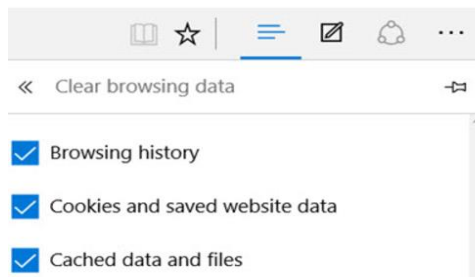 Clear browsing data
Browsing history
Cookies and saved website data
Cached data and files